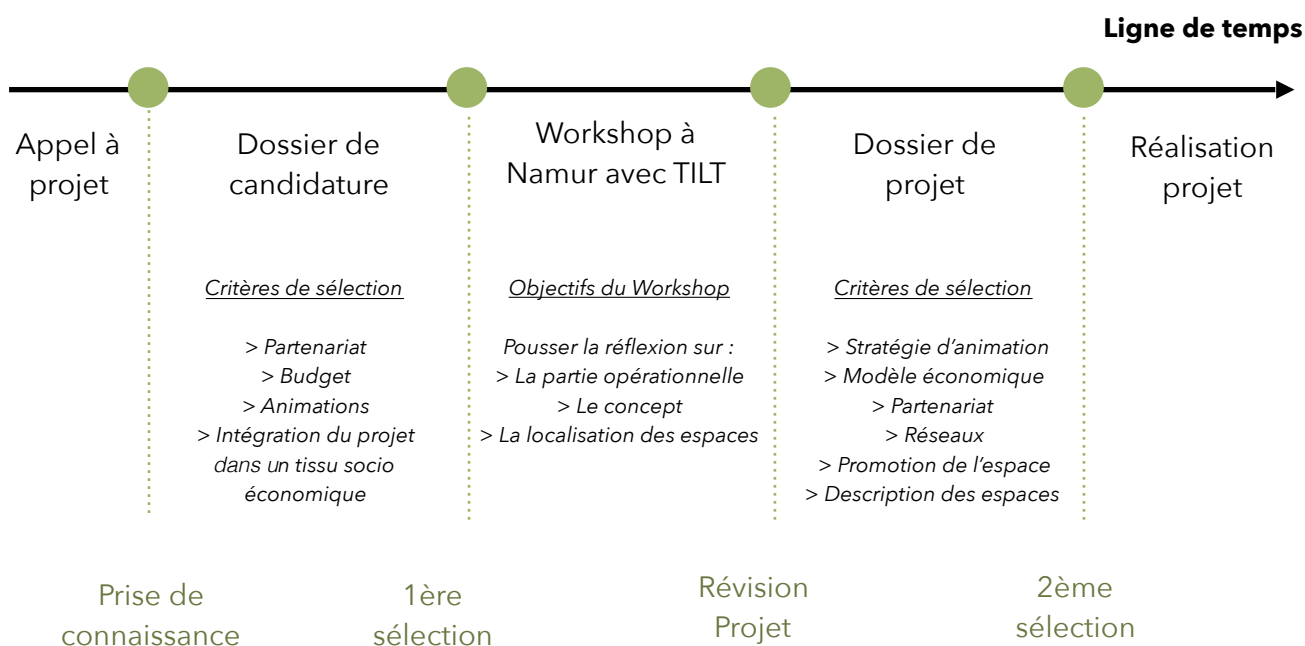 Ligne de temps
Appel à
projet
Dossier de
candidature
Workshop à
Namur avec TILT
Dossier de
projet
Réalisation
projet
Critères de sélection
> Partenariat
> Budget
> Animations
> Intégration du projet
dans un tissu socio
économique
Objectifs du Workshop
Pousser la réflexion sur :
> La partie opérationnelle
> Le concept
> La localisation des espaces
Critères de sélection
> Stratégie d'animation
> Modèle économique
> Partenariat
> Réseaux
> Promotion de l'espace
> Description des espaces
Prise de
connaissance
1ère
sélection
Révision
Projet
2ème
sélection